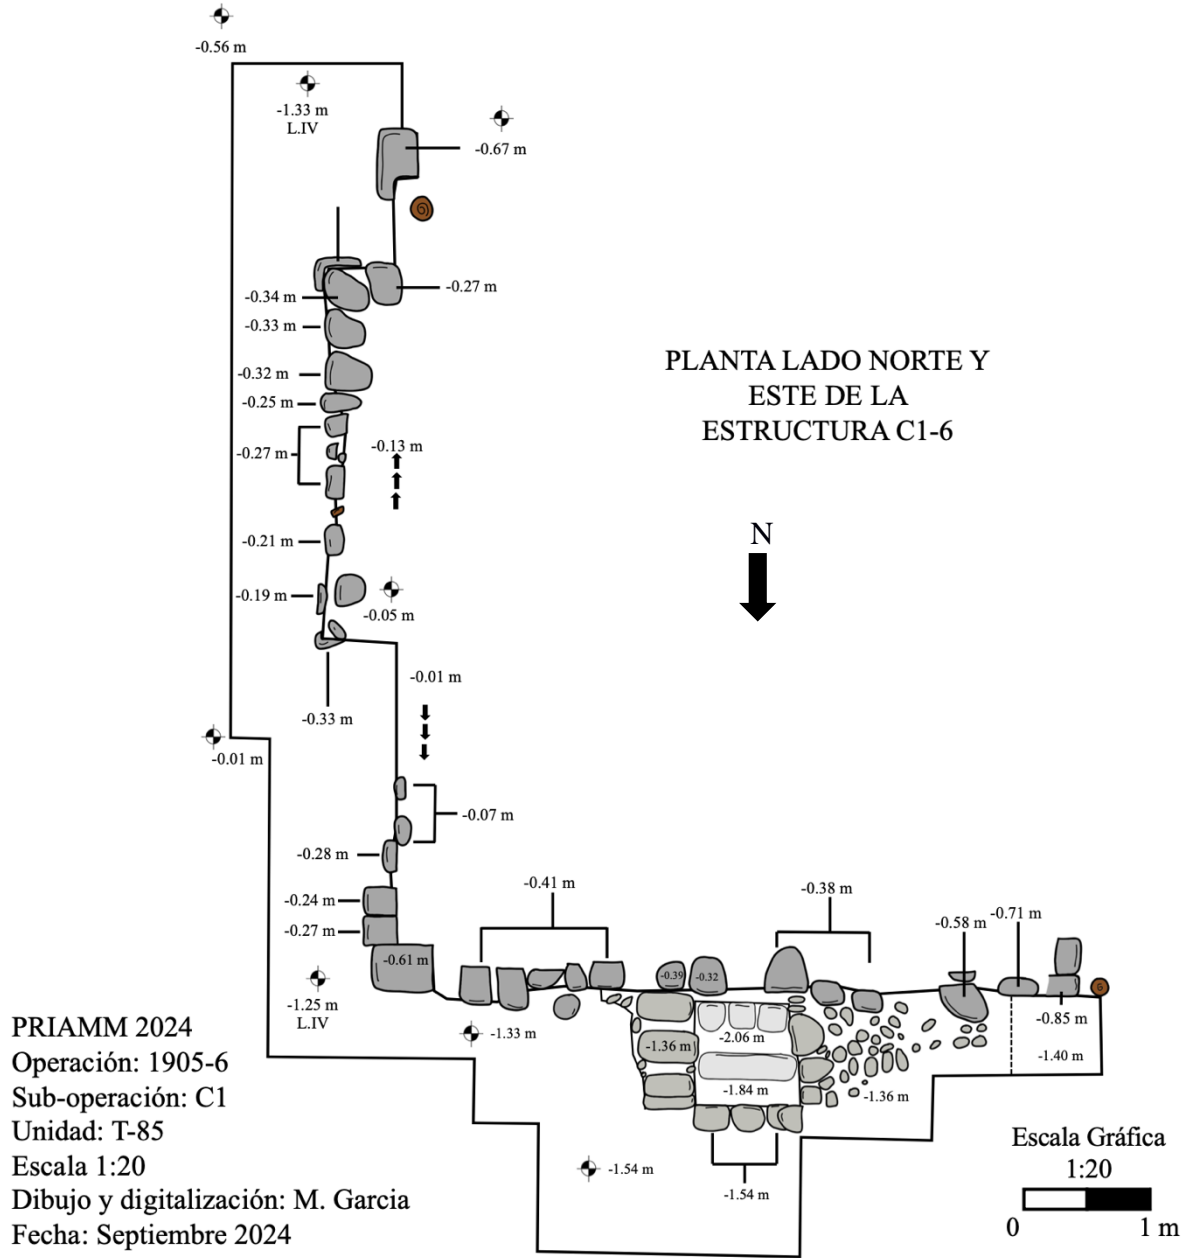 -0.56 m
-1.33 m
L.IV
-0.67 m
-0.27 m
-0.34 m
-0.33 m
-0.32 m
-0.25 m
-0.27 m
-0.13 m
-0.21 m
-0.19 m
-0.05 m
-0.33 m
-0.01 m
-0.01 m
-0.07 m
-0.28 m
-0.24 m
-0.27 m
-0.61 m
-1.25 m
L.IV
PLANTA LADO NORTE Y
ESTE DE LA
ESTRUCTURA C1-6
N
-0.41 m
-0.38 m
-0.58 m
-0.71 m
-0.39
-0.32
-0.85 m
-1.33 m
-1.36 m
-2.06 m
-1.84 m
-1.36 m
-1.40 m
-1.54 m
-1.54 m
PRIAMM 2024
Operación: 1905-6
Sub-operación: C1
Unidad: T-85
Escala 1:20
Dibujo y digitalización: M. Garcia
Fecha: Septiembre 2024
Escala Gráfica
1:20
0 1 m